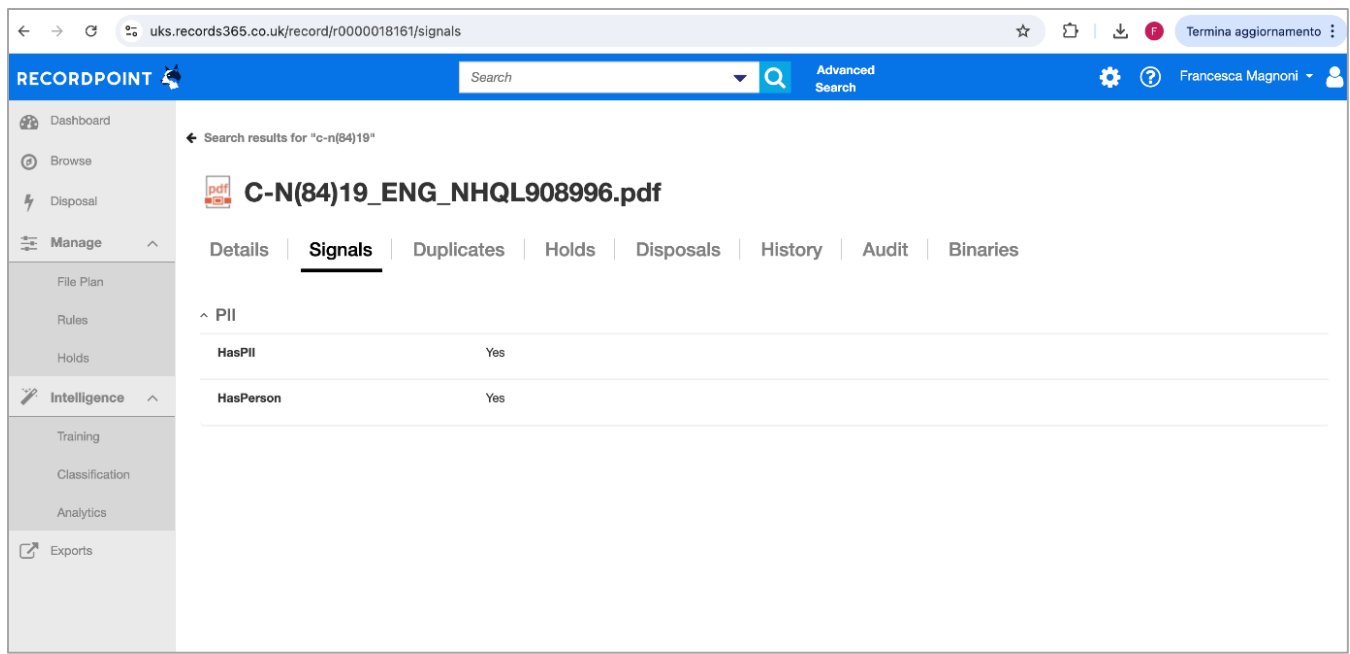 uks.records365.co.uk/record/r0000018161/signals
F
Termina aggiornamento
RECORDPOINT
Search
Advanced
Search
Francesca Magnoni
Dashboard
Browse
Disposal
Manage
File Plan
Rules
Holds
Intelligence
Training
Classification
Analytics
Exports
Search results for "c-n(84)19"
pdf
C-N(84)19_ENG_NHQL908996.pdf
Details Signals Duplicates Holds Disposals History Audit Binaries
PII
HasPII Yes
HasPerson Yes